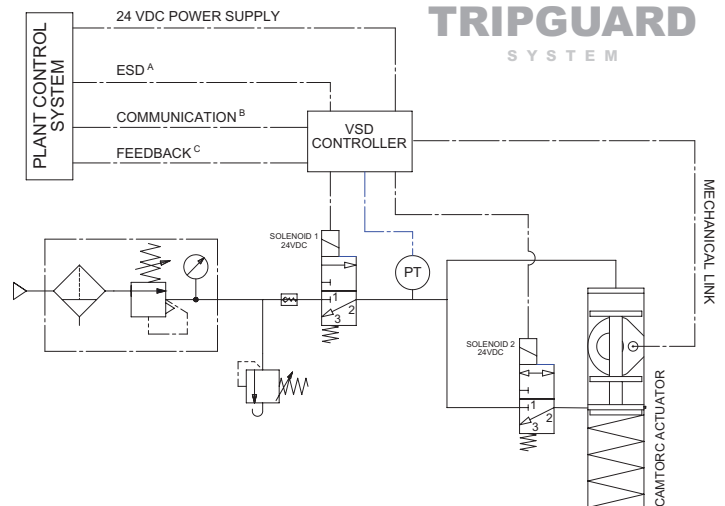 TRIPGUARD
SYSTEM
24 VDC POWER SUPPLY
ESD A
COMMUNICATION B
FEEDBACK C
PLANT CONTROL
SYSTEM
VSD
CONTROLLER
MECHANICAL LINK
SOLENOID 1
24VDC
PT
1
2
3
SOLENOID 2
24VDC
1
2
3
CAMTORC ACTUATOR